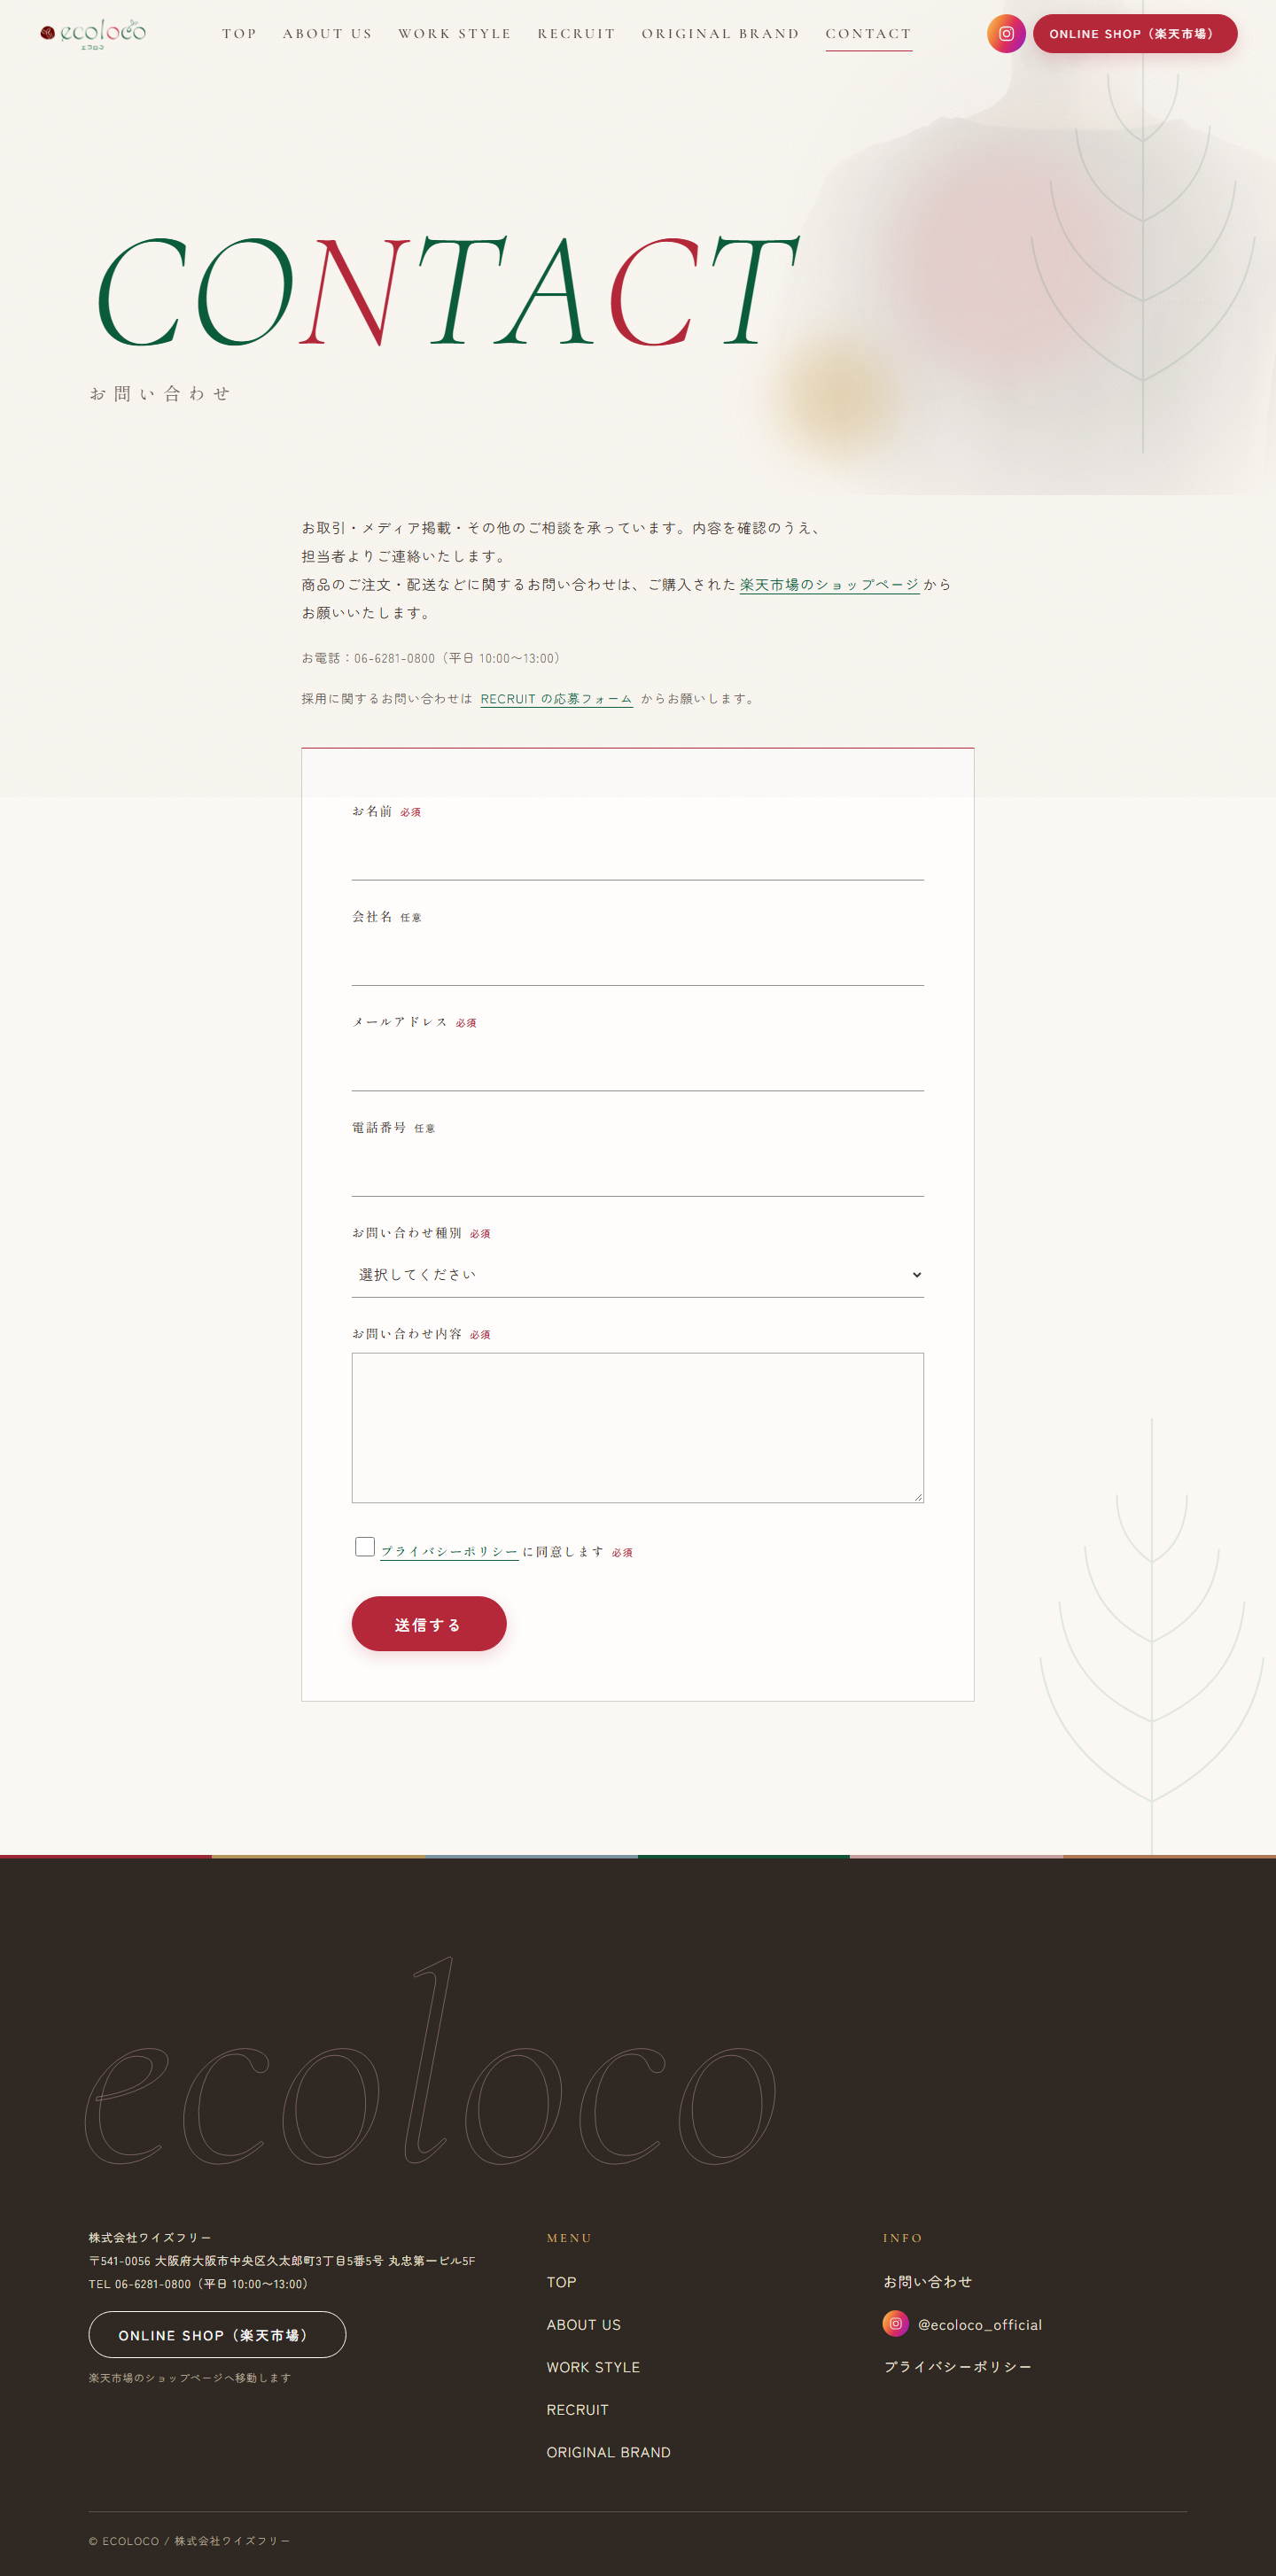 ecoloco
エコロコ
TOP ABOUT US WORK STYLE RECRUIT ORIGINAL BRAND CONTACT
ONLINE SHOP（楽天市場）
CONTACT
お問い合わせ
お取引・メディア掲載・その他のご相談を承っています。内容を確認のうえ、
担当者よりご連絡いたします。
商品のご注文・配送などに関するお問い合わせは、ご購入された 楽天市場のショップページ から
お願いいたします。
お電話：06-6281-0800（平日 10:00〜13:00）
採用に関するお問い合わせは RECRUIT の応募フォーム からお願いします。
お名前 必須
会社名 任意
メールアドレス 必須
電話番号 任意
お問い合わせ種別 必須
選択してください
お問い合わせ内容 必須
プライバシーポリシー に同意します 必須
送信する
ecoloco
株式会社ワイズフリー
〒541-0056 大阪府大阪市中央区久太郎町3丁目5番5号 丸忠第一ビル5F
TEL 06-6281-0800（平日 10:00〜13:00）
ONLINE SHOP（楽天市場）
楽天市場のショップページへ移動します
MENU
TOP
ABOUT US
WORK STYLE
RECRUIT
ORIGINAL BRAND
INFO
お問い合わせ
@ecoloco_official
プライバシーポリシー
© ECOLOCO / 株式会社ワイズフリー